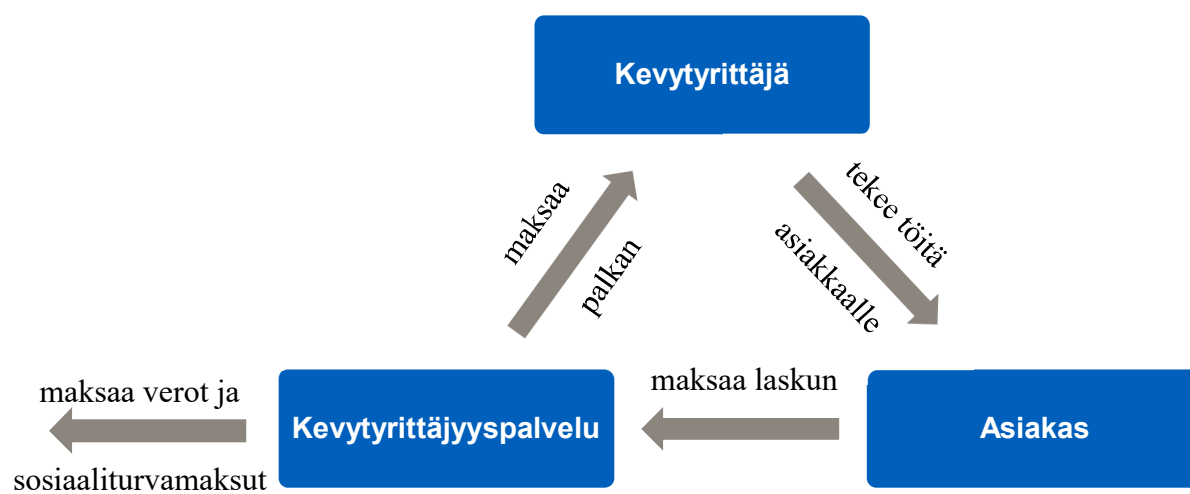 Kevytyrittäjä
maksaa
palkan
tekee töitä
asiakkaalle
maksaa verot ja
sosiaaliturvamaksut
Kevytyrittäjyyspalvelu
maksaa laskun
Asiakas